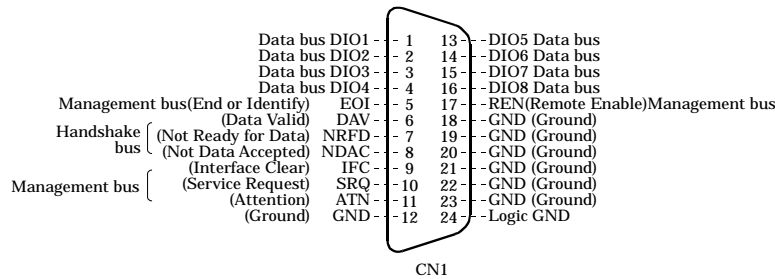 Data bus DIO1 1 13 DIO5 Data bus
Data bus DIO2 2 14 DIO6 Data bus
Data bus DIO3 3 15 DIO7 Data bus
Data bus DIO4 4 16 DIO8 Data bus
Management bus(End or Identify) EOI 5 17 REN(Remote Enable)Management bus
(Data Valid) DAV 6 18 GND (Ground)
Handshake bus (Not Ready for Data) NRFD 7 19 GND (Ground)
(Not Data Accepted) NDAC 8 20 GND (Ground)
(Interface Clear) IFC 9 21 GND (Ground)
Management bus (Service Request) SRQ 10 22 GND (Ground)
(Attention) ATN 11 23 GND (Ground)
(Ground) GND 12 24 Logic GND
CN1